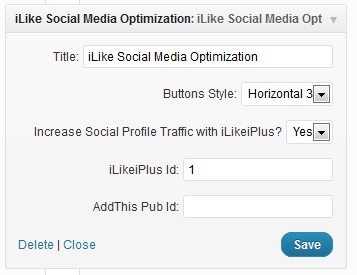 iLike Social Media Optimization: iLike Social Media Opt
Title: iLike Social Media Optimization
Buttons Style: Horizontal 3
Increase Social Profile Traffic with iLikeiPlus? Yes
iLikeiPlus Id: 1
AddThis Pub Id:
Delete | Close Save